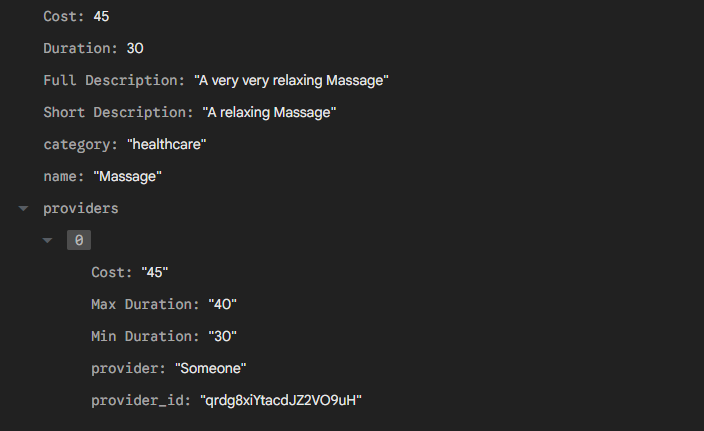 Cost: 45
Duration: 30
Full Description: "A very very relaxing Massage"
Short Description: "A relaxing Massage"
category: "healthcare"
name: "Massage"
providers
0
Cost: "45"
Max Duration: "40"
Min Duration: "30"
provider: "Someone"
provider_id: "qrdg8xiYtacdJZ2VO9uH"